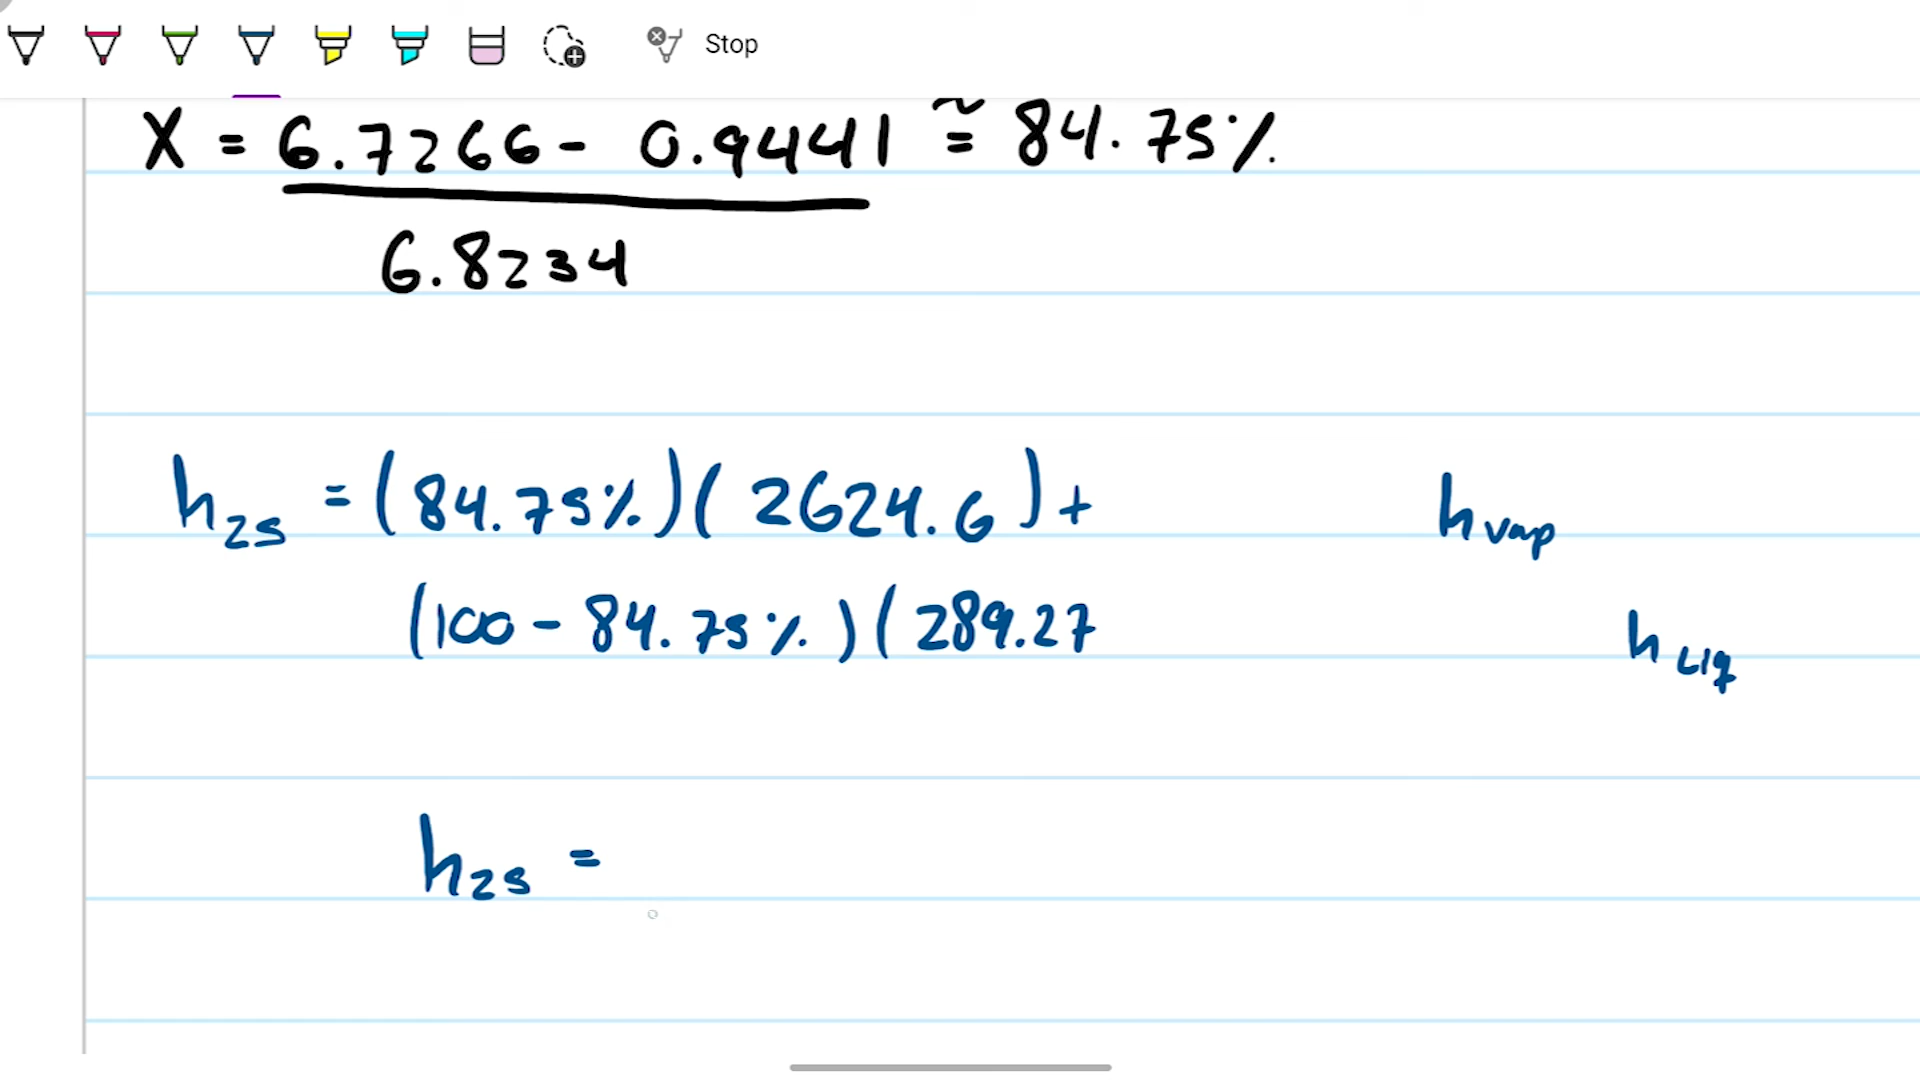 Stop
X = 6.7266 - 0.9441 ≅ 84.75%
6.8234
h2s = (84.75%)(2624.6)+
hvap
(100 - 84.75%)(289.27
hLiq
h2s =